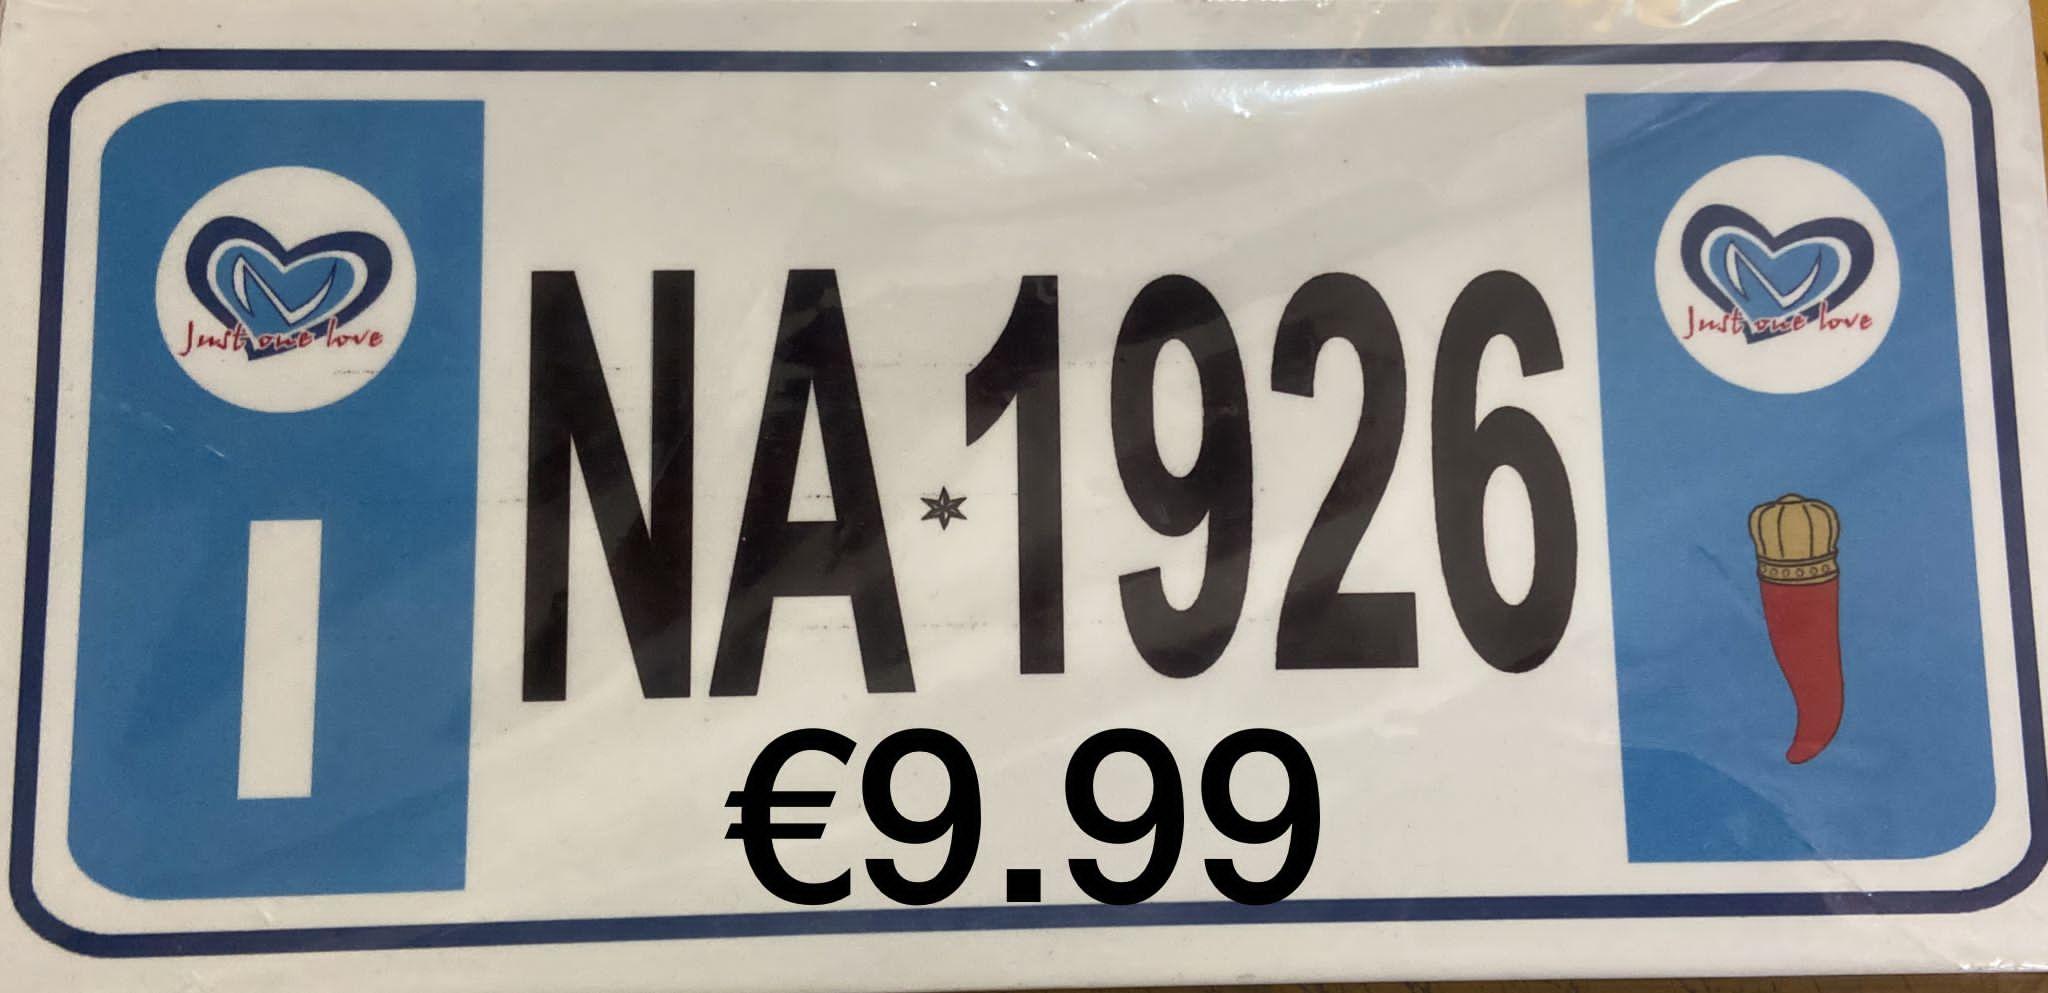 Just one love
I
NA*1926
Just one love
€9.99